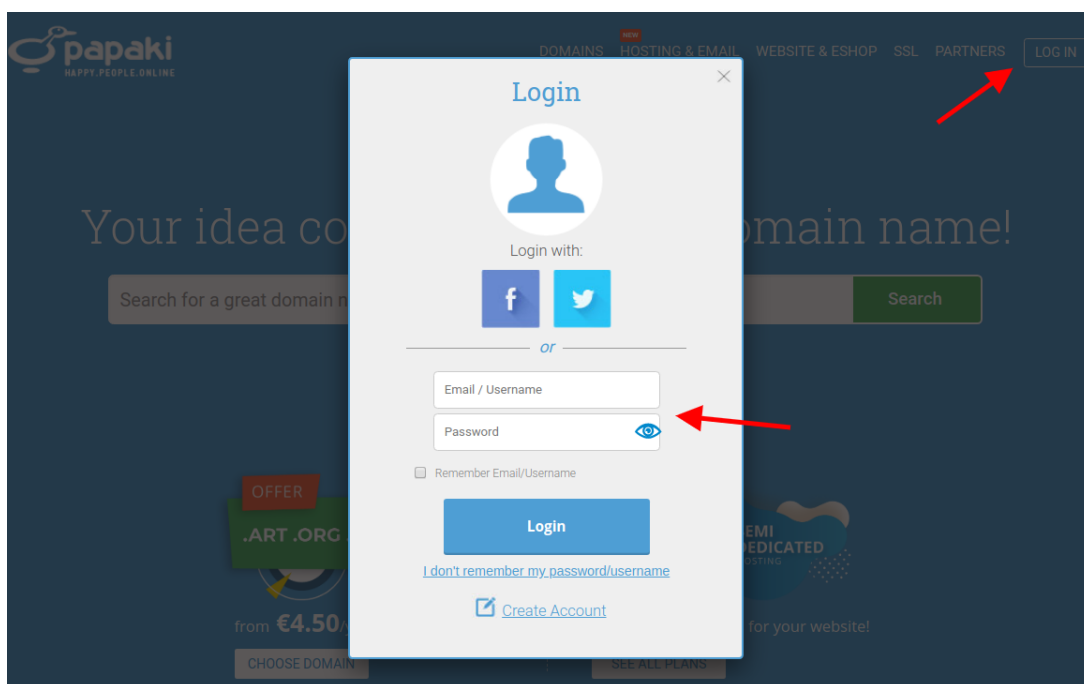 papaki
HAPPY.PEOPLE.ONLINE
NEW
DOMAINS HOSTING & EMAIL WEBSITE & ESHOP SSL PARTNERS LOG IN
Login
Your idea co omain name!
Login with:
Search for a great domain n Search
or
Email / Username
Password
Remember Email/Username
OFFER
.ART .ORG
Login
EMI
DEDICATED
HOSTING
I don't remember my password/username
Create Account
from €4.50/ for your website!
CHOOSE DOMAIN SEE ALL PLANS